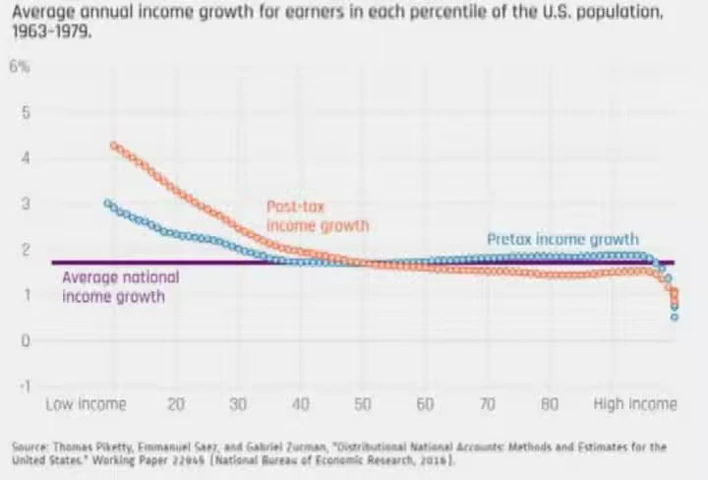 Average annual income growth for earners in each percentile of the U.S. population,
1963-1979.
6%
5
4
3
2
1
0
-1
Post-tax
income growth
Pretax income growth
Average national
income growth
Low income 20 30 40 50 60 70 80 High income
Source: Thomas Piketty, Emmanuel Saez, and Gabriel Zucman, "Distributional National Accounts: Methods and Estimates for the
United States." Working Paper 22945 (National Bureau of Economic Research, 2016).